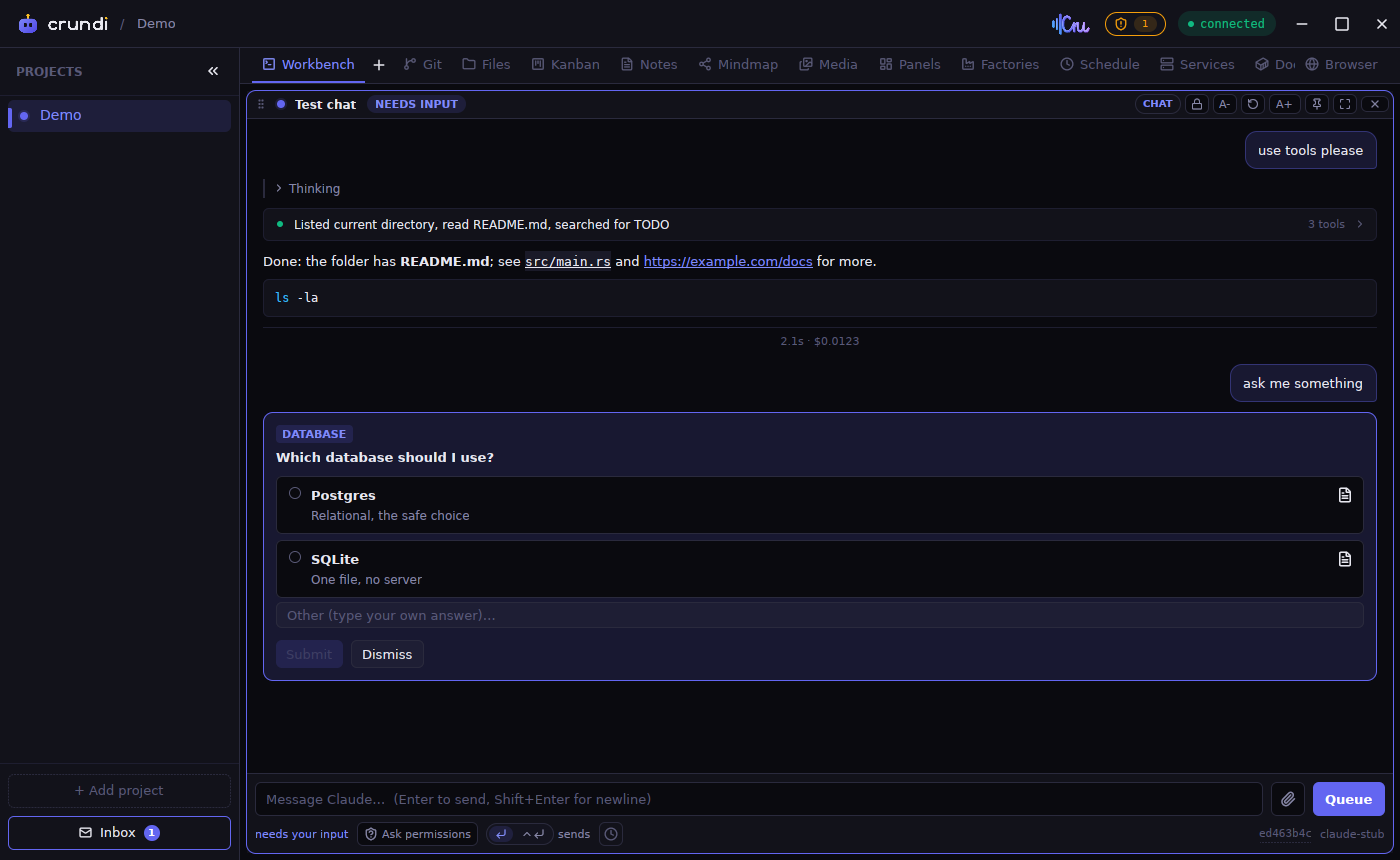 crundi / Demo
Cru
1
connected
PROJECTS
Workbench
Git
Files
Kanban
Notes
Mindmap
Media
Panels
Factories
Schedule
Services
Browser
Demo
Test chat
NEEDS INPUT
CHAT
A-
A+
use tools please
Thinking
Listed current directory, read README.md, searched for TODO
3 tools
Done: the folder has README.md; see src/main.rs and https://example.com/docs for more.
ls -la
2.1s · $0.0123
ask me something
DATABASE
Which database should I use?
Postgres
Relational, the safe choice
SQLite
One file, no server
Other (type your own answer)...
Submit
Dismiss
+ Add project
Inbox 1
Message Claude... (Enter to send, Shift+Enter for newline)
Queue
needs your input
Ask permissions
sends
ed463b4c
claude-stub